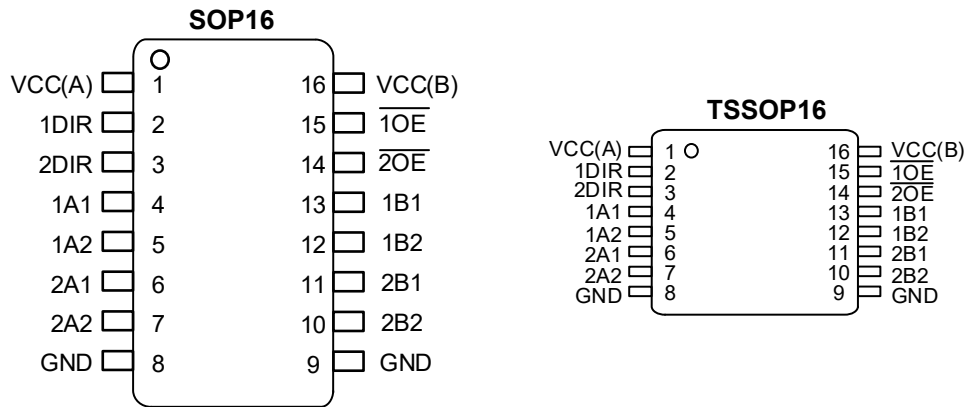 SOP16
VCC(A) 1 16 VCC(B)
1DIR 2 15 1OE
2DIR 3 14 2OE
1A1 4 13 1B1
1A2 5 12 1B2
2A1 6 11 2B1
2A2 7 10 2B2
GND 8 9 GND
TSSOP16
VCC(A) 1 16 VCC(B)
1DIR 2 15 1OE
2DIR 3 14 2OE
1A1 4 13 1B1
1A2 5 12 1B2
2A1 6 11 2B1
2A2 7 10 2B2
GND 8 9 GND